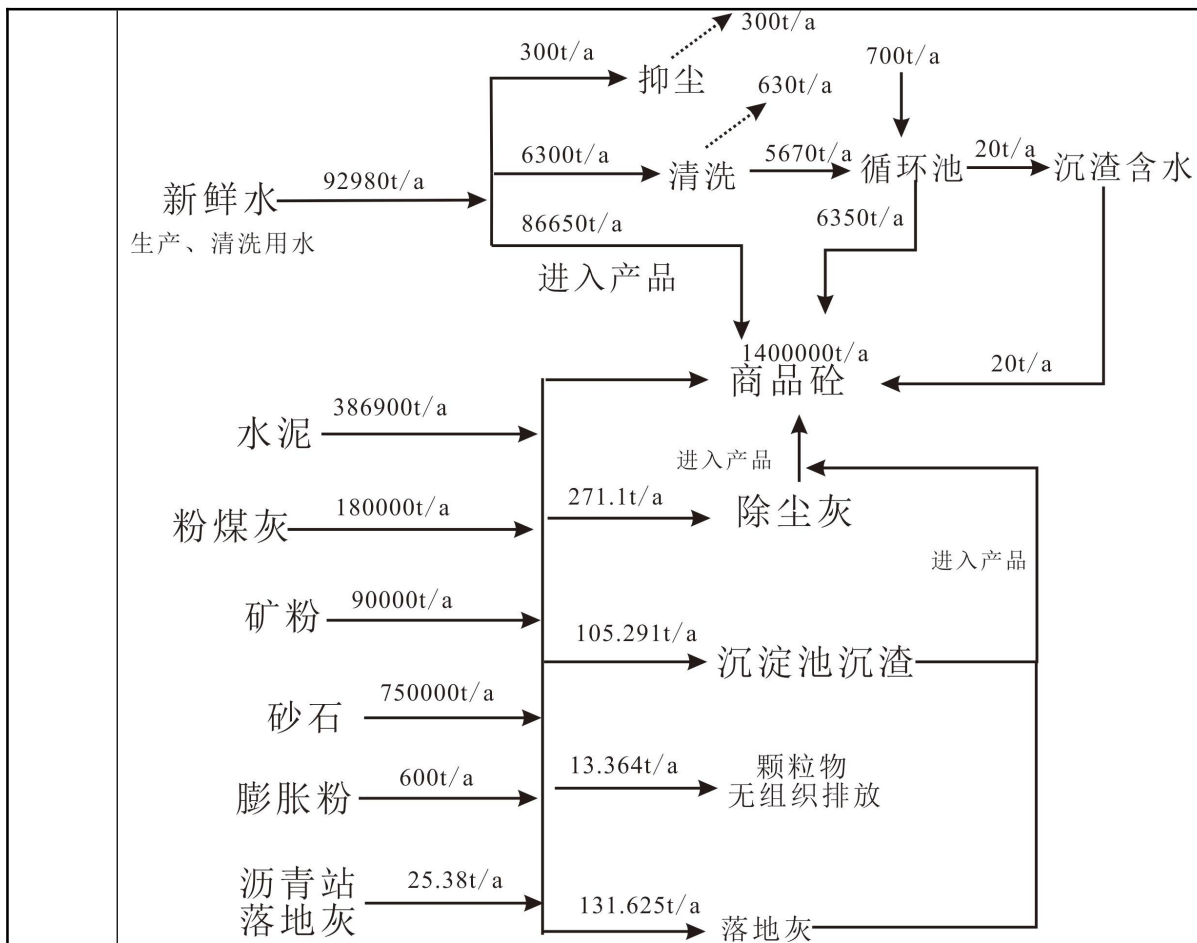 300t/a
300t/a
抑尘
700t/a
630t/a
6300t/a
清洗
5670t/a
循环池
20t/a
沉渣含水
新鲜水
92980t/a
生产、清洗用水
86650t/a
6350t/a
进入产品
1400000t/a
商品砼
20t/a
水泥
386900t/a
进入产品
粉煤灰
180000t/a
271.1t/a
除尘灰
进入产品
矿粉
90000t/a
105.291t/a
沉淀池沉渣
砂石
750000t/a
膨胀粉
600t/a
13.364t/a
颗粒物
无组织排放
沥青站
落地灰
25.38t/a
131.625t/a
落地灰